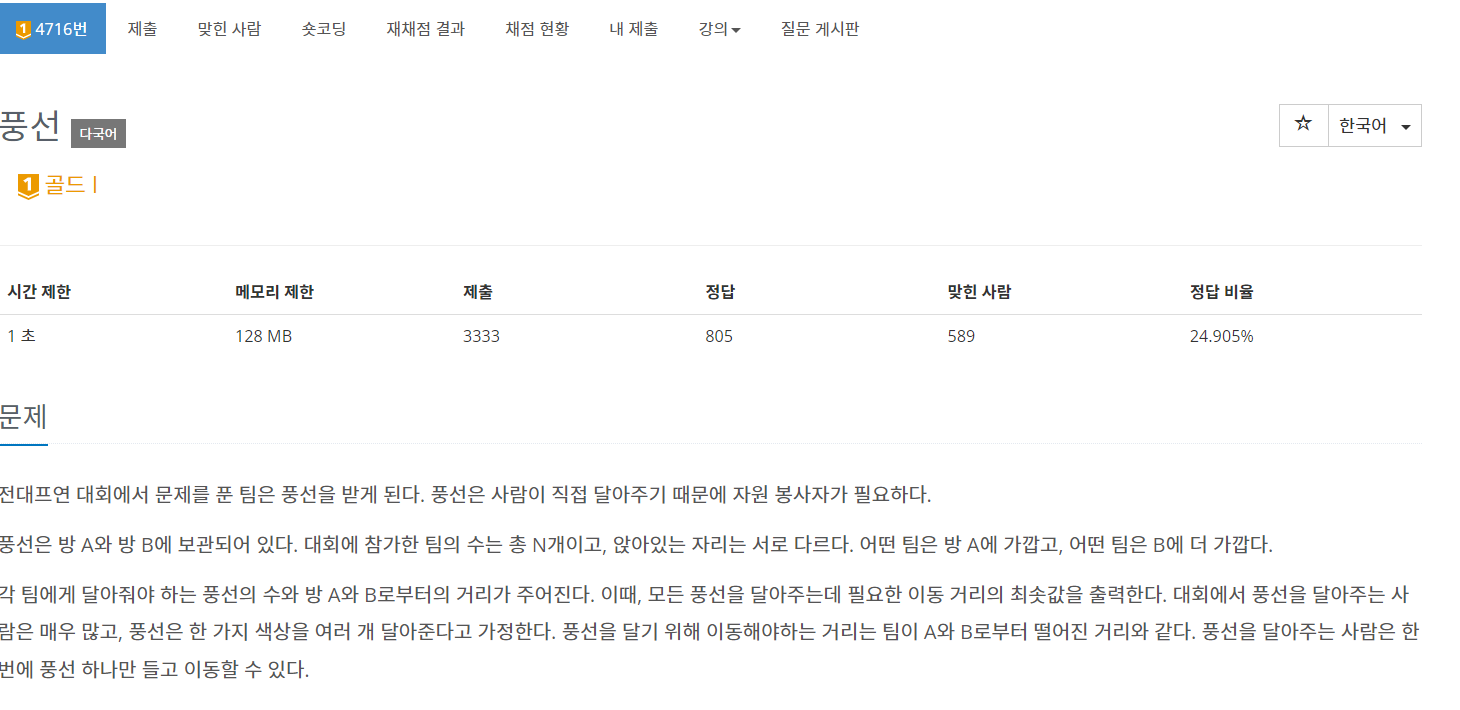 1 4716번 제출 맞힌 사람 숏코딩 재채점 결과 채점 현황 내 제출 강의 질문 게시판
풍선 다국어 한국어
1 골드 I
시간 제한 메모리 제한 제출 정답 맞힌 사람 정답 비율
1 초 128 MB 3333 805 589 24.905%
문제
전대프연 대회에서 문제를 푼 팀은 풍선을 받게 된다. 풍선은 사람이 직접 달아주기 때문에 자원 봉사자가 필요하다.
풍선은 방 A와 방 B에 보관되어 있다. 대회에 참가한 팀의 수는 총 N개이고, 앉아있는 자리는 서로 다르다. 어떤 팀은 방 A에 가깝고, 어떤 팀은 B에 더 가깝다.
각 팀에게 달아줘야 하는 풍선의 수와 방 A와 B로부터의 거리가 주어진다. 이때, 모든 풍선을 달아주는데 필요한 이동 거리의 최솟값을 출력한다. 대회에서 풍선을 달아주는 사
람은 매우 많고, 풍선은 한 가지 색상을 여러 개 달아준다고 가정한다. 풍선을 달기 위해 이동해야하는 거리는 팀이 A와 B로부터 떨어진 거리와 같다. 풍선을 달아주는 사람은 한
번에 풍선 하나만 들고 이동할 수 있다.